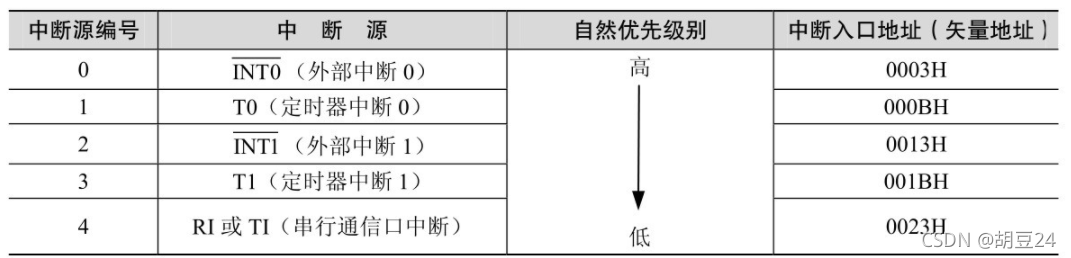 中断源编号 中 断 源 自然优先级别 中断入口地址（矢量地址）
0 INT0（外部中断 0） 高 0003H
1 T0（定时器中断 0） 000BH
2 INT1（外部中断 1） 0013H
3 T1（定时器中断 1） 001BH
4 RI 或 TI（串行通信口中断） 低 0023H
CSDN @胡豆24